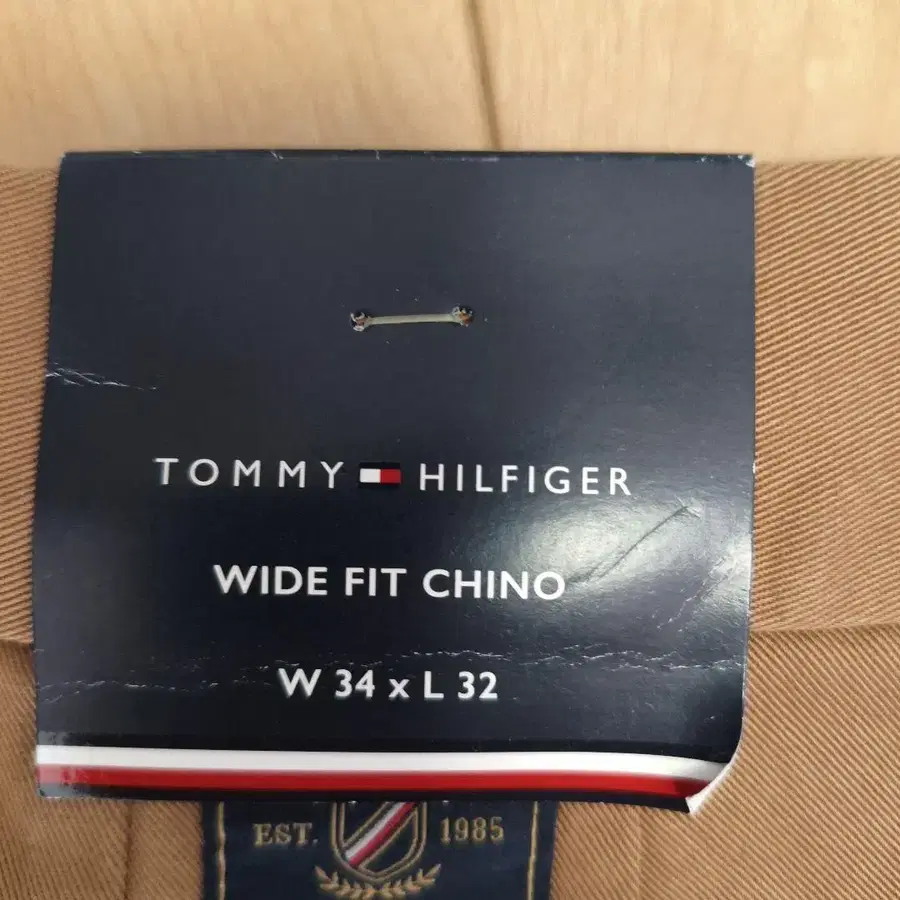 TOMMY HILFIGER
WIDE FIT CHINO
W 34 x L 32
EST. 1985